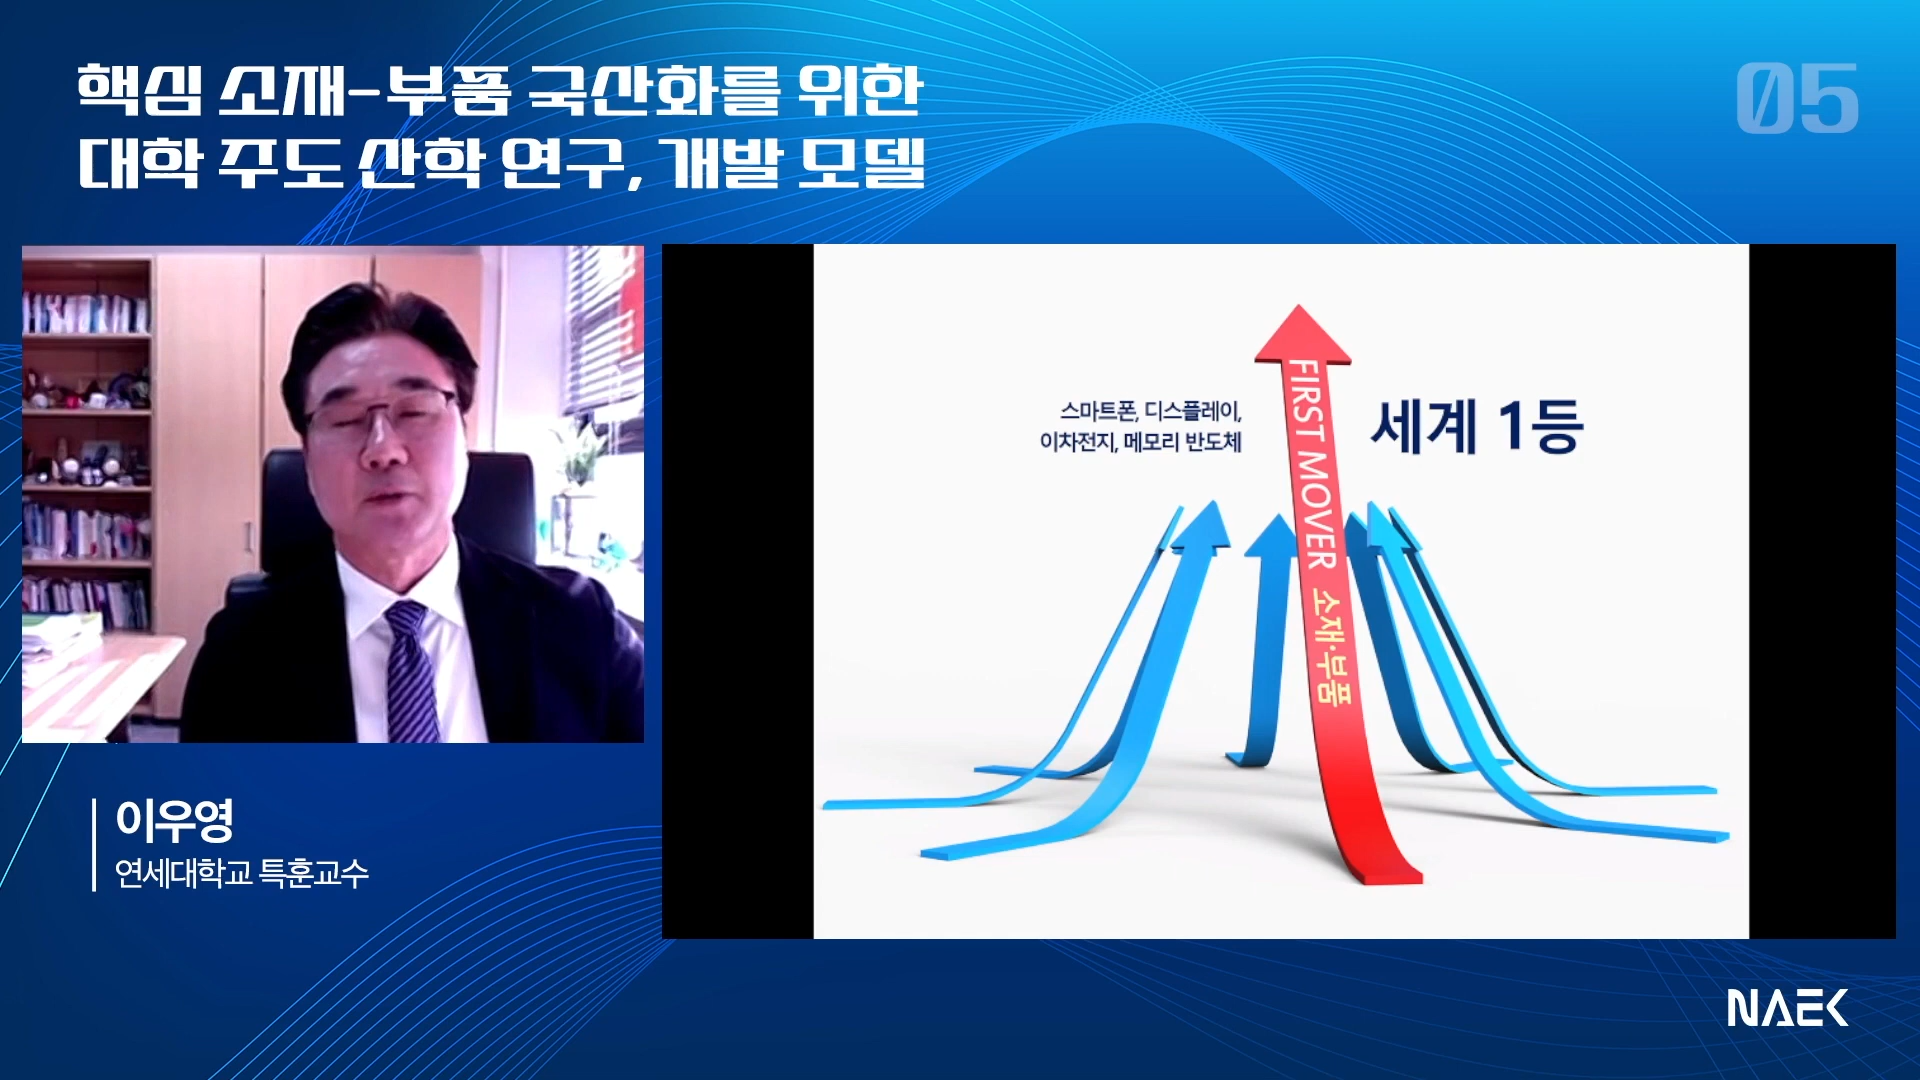 핵심 소재-부품 국산화를 위한
대학 주도 산학 연구, 개발 모델
05
스마트폰, 디스플레이,
이차전지, 메모리 반도체
세계 1등
FIRST MOVER 소재·부품
이우영
연세대학교 특훈교수
NAEK